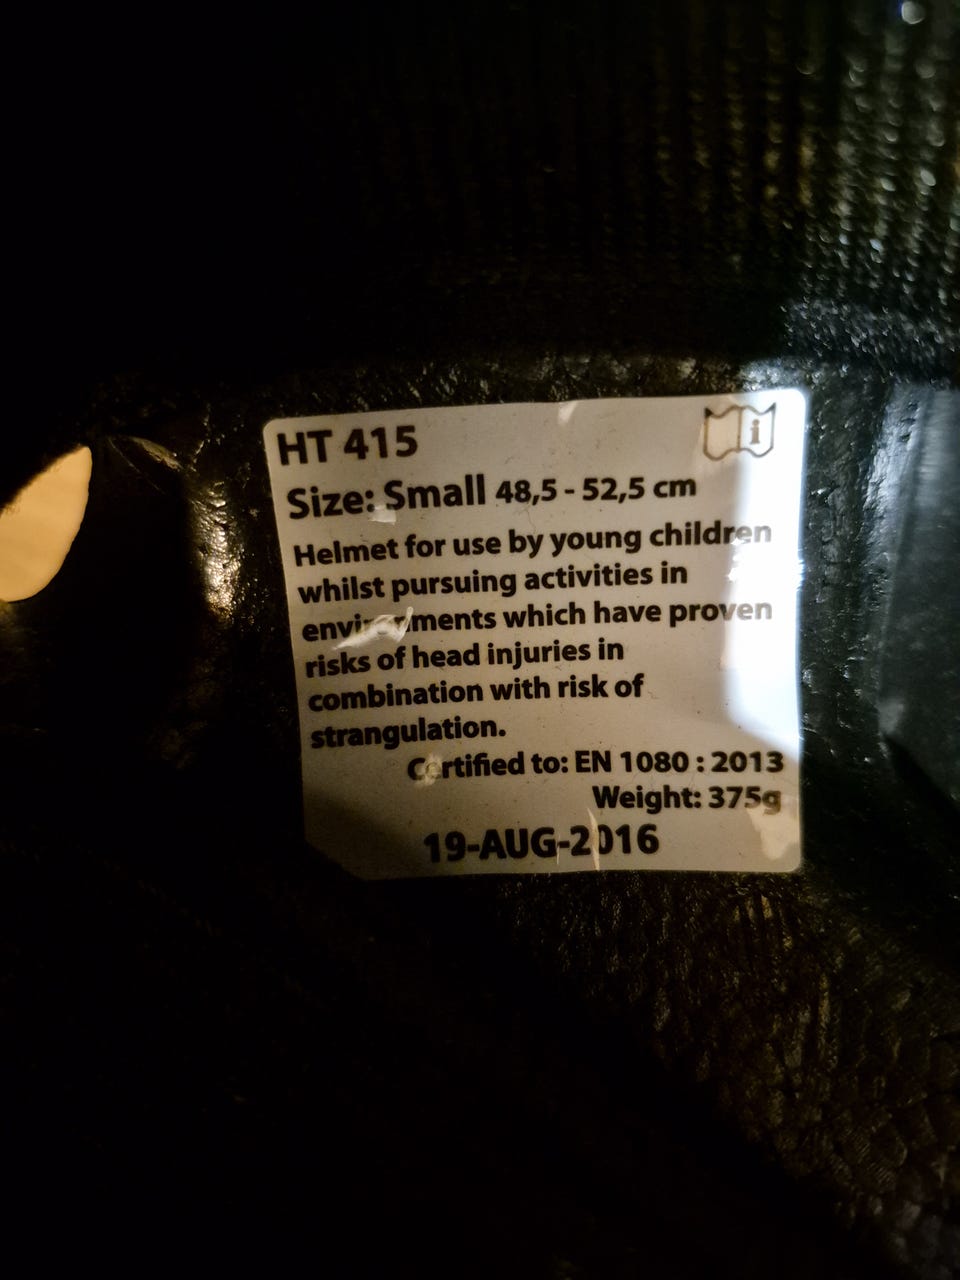 HT 415
i
Size: Small 48,5 - 52,5 cm
Helmet for use by young children
whilst pursuing activities in
environments which have proven
risks of head injuries in
combination with risk of
strangulation.
Certified to: EN 1080 : 2013
Weight: 375g
19-AUG-2016